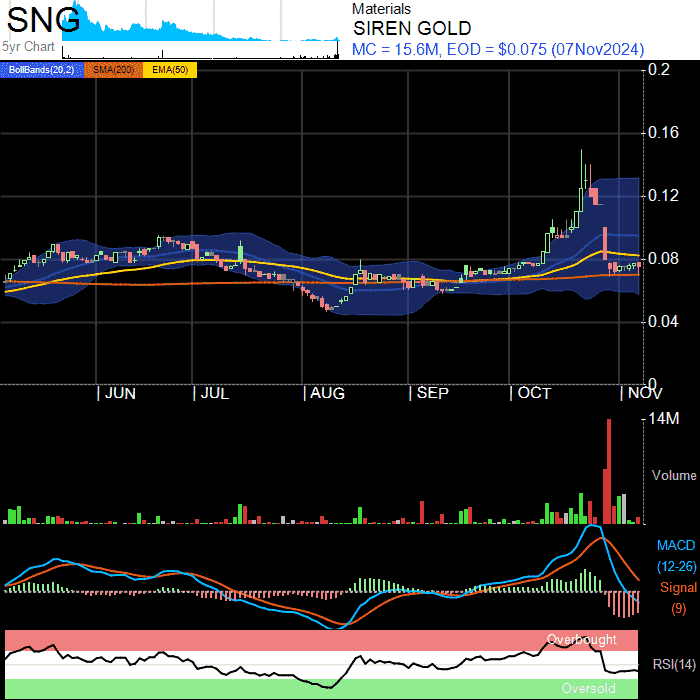 SNG
5yr Chart
Materials
SIREN GOLD
MC = 15.6M, EOD = $0.075 (07Nov2024)
BollBands(20,2) SMA(200) EMA(50)
0.2
0.16
0.12
0.08
0.04
0
JUN JUL AUG SEP OCT NOV
14M
Volume
MACD
(12-26)
Signal
(9)
Overbought
RSI(14)
Oversold